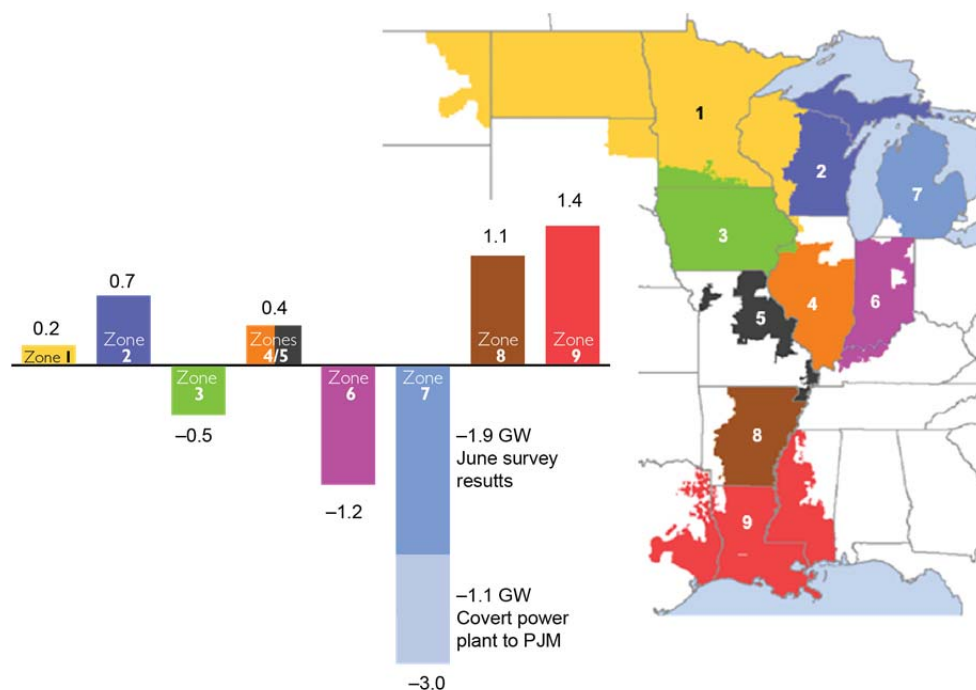 0.2
Zone 1
0.7
Zone
2
Zone
3
–0.5
0.4
Zones
4/5
Zone
6
–1.2
Zone
7
–1.9 GW
June survey
resutts
–1.1 GW
Covert power
plant to PJM
–3.0
1.1
Zone
8
1.4
Zone
9
1
2
7
3
4
6
5
8
9